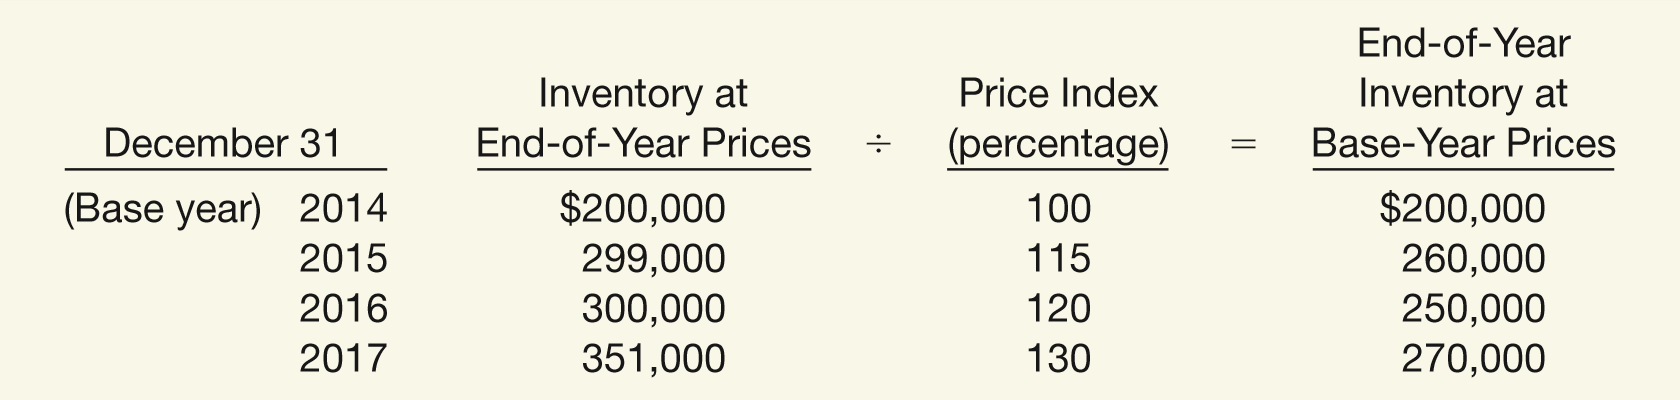 End-of-Year
Inventory at Price Index Inventory at
December 31 End-of-Year Prices ÷ (percentage) = Base-Year Prices
(Base year) 2014 $200,000 100 $200,000
2015 299,000 115 260,000
2016 300,000 120 250,000
2017 351,000 130 270,000